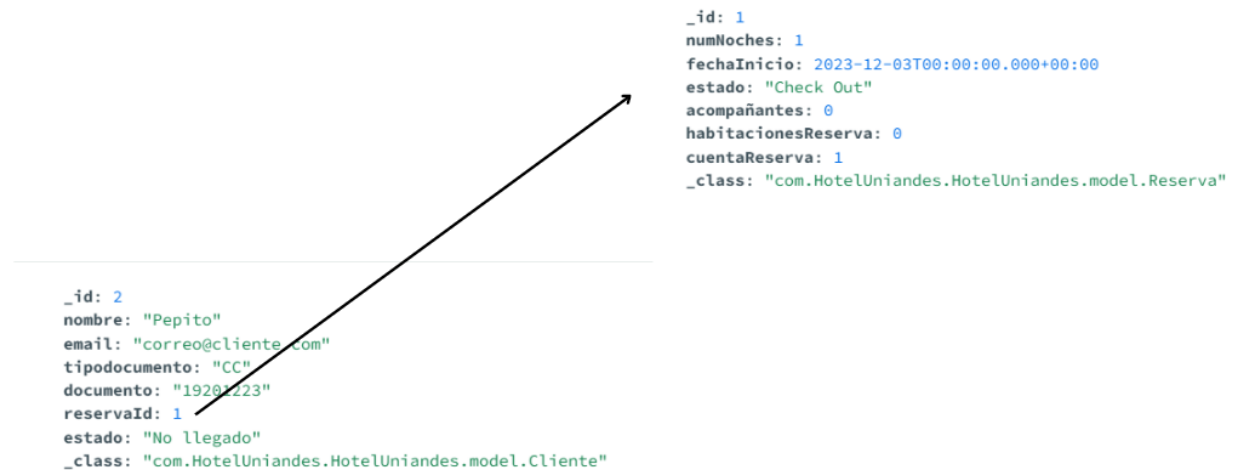 _id: 1
numNoches: 1
fechaInicio: 2023-12-03T00:00:00.000+00:00
estado: "Check Out"
acompañantes: 0
habitacionesReserva: 0
cuentaReserva: 1
_class: "com.HotelUniandes.HotelUniandes.model.Reserva"
_id: 2
nombre: "Pepito"
email: "correo@cliente.com"
tipodocumento: "CC"
documento: "19201223"
reservaId: 1
estado: "No llegado"
_class: "com.HotelUniandes.HotelUniandes.model.Cliente"